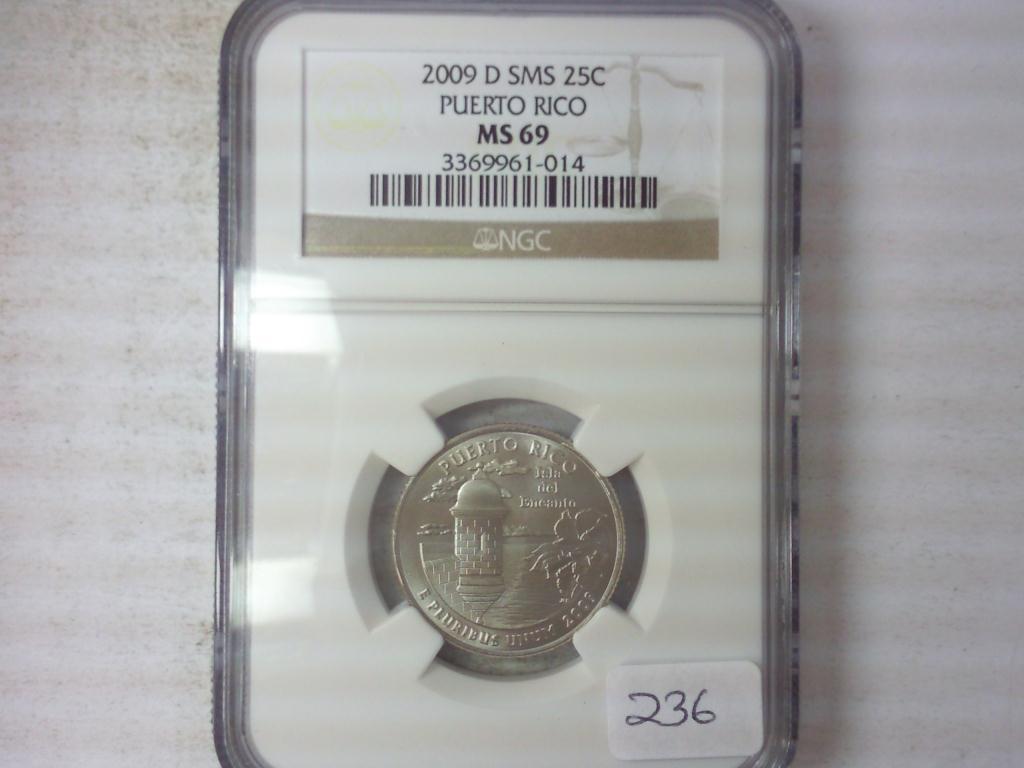 2009 D SMS 25C
PUERTO RICO
MS 69
3369961-014
NGC
PUERTO RICO
Isla
del
Encanto
E PLURIBUS UNUM 2009
236